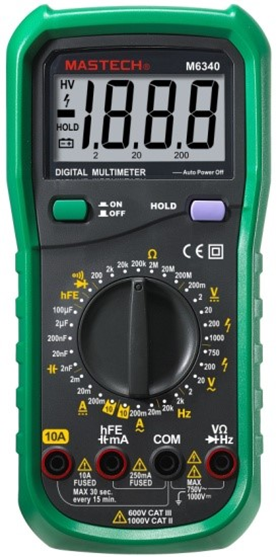 MASTECH® M6340
HV
-1.8.8.8
HOLD
2 20 200
DIGITAL MULTIMETER Auto Power Off
ON
OFF
HOLD
Ω
200 2k 20k 200k 2M 20M 200M
hFE
100μF
2μF
200nF
20nF
2nF
200m 2 20 200 1000
V
V
750 200 20 2
A
A
Hz
10A
hFE
mA
COM
VΩ
Hz
10A
FUSED
250mA
FUSED
MAX
750V~
1000V
MAX 30 sec.
every 15 min.
600V CAT III
1000V CAT II